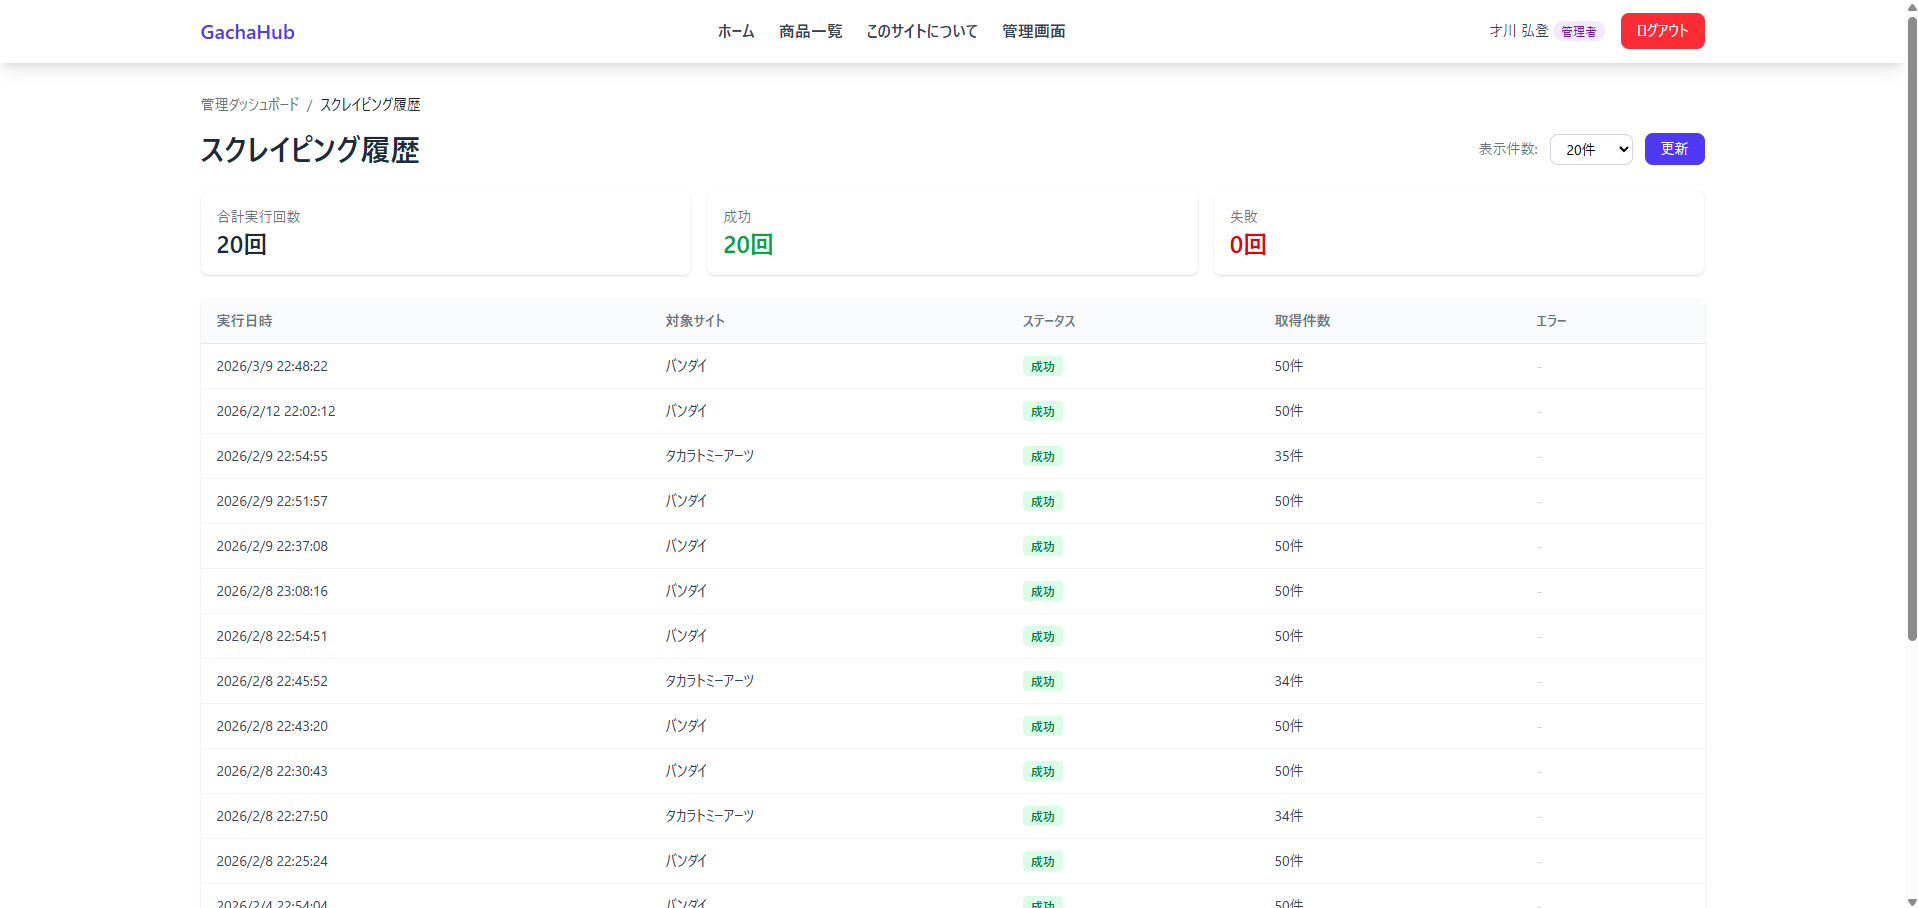 GachaHub ホーム 商品一覧 このサイトについて 管理画面 才川 弘登 管理者 ログアウト
管理ダッシュボード / スクレイピング履歴
スクレイピング履歴 表示件数: 20件 更新
合計実行回数 成功 失敗
20回 20回 0回
実行日時 対象サイト ステータス 取得件数 エラー
2026/3/9 22:48:22 バンダイ 成功 50件 -
2026/2/12 22:02:12 バンダイ 成功 50件 -
2026/2/9 22:54:55 タカラトミーアーツ 成功 35件 -
2026/2/9 22:51:57 バンダイ 成功 50件 -
2026/2/9 22:37:08 バンダイ 成功 50件 -
2026/2/8 23:08:16 バンダイ 成功 50件 -
2026/2/8 22:54:51 バンダイ 成功 50件 -
2026/2/8 22:45:52 タカラトミーアーツ 成功 34件 -
2026/2/8 22:43:20 バンダイ 成功 50件 -
2026/2/8 22:30:43 バンダイ 成功 50件 -
2026/2/8 22:27:50 タカラトミーアーツ 成功 34件 -
2026/2/8 22:25:24 バンダイ 成功 50件 -
2026/2/4 22:54:04 バンダイ 成功 50件